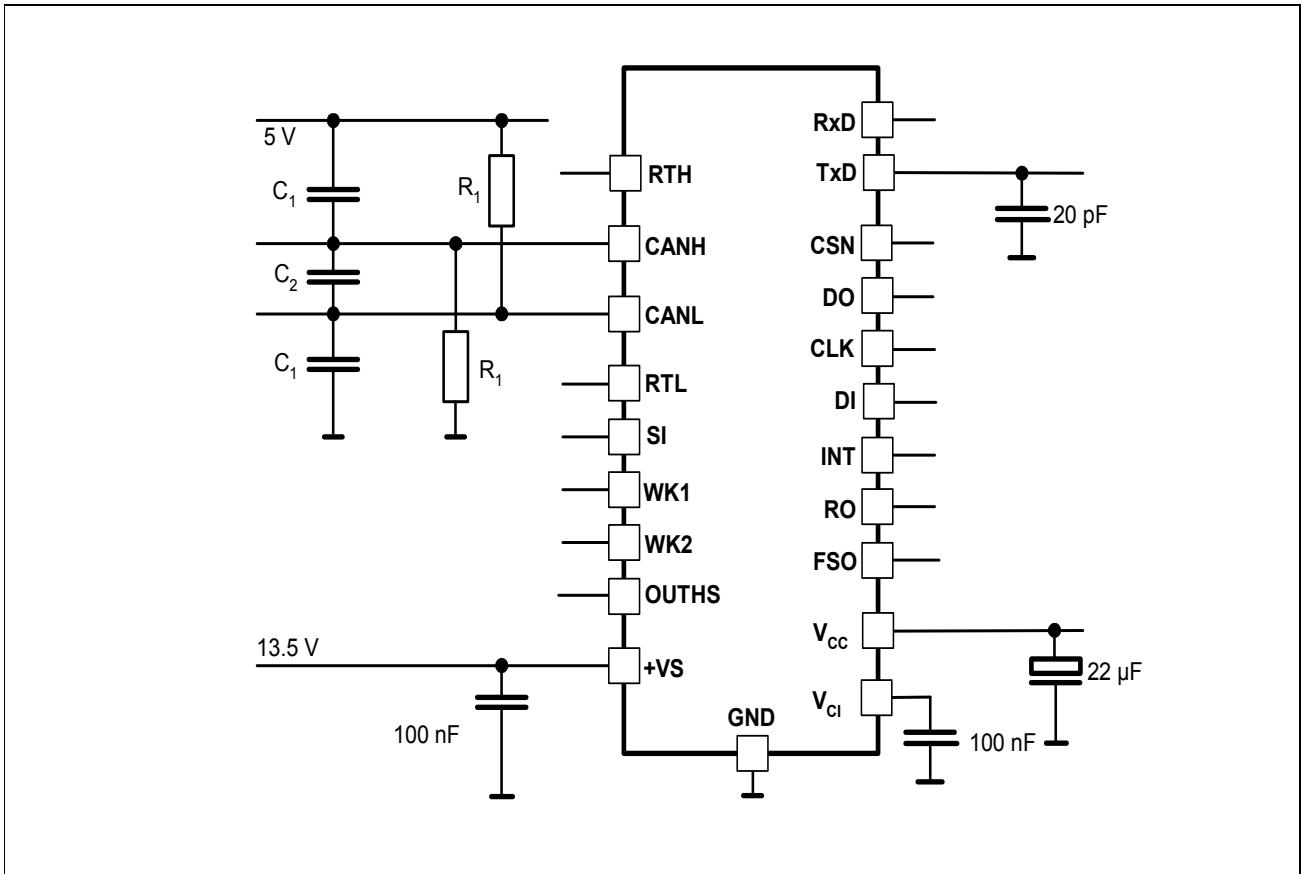 5 V
C1
R1
C2
C1
R1
13.5 V
100 nF
RTH
CANH
CANL
RTL
SI
WK1
WK2
OUTHS
+VS
GND
RxD
TxD
CSN
DO
CLK
DI
INT
RO
FSO
VCC
VCI
20 pF
22 µF
100 nF